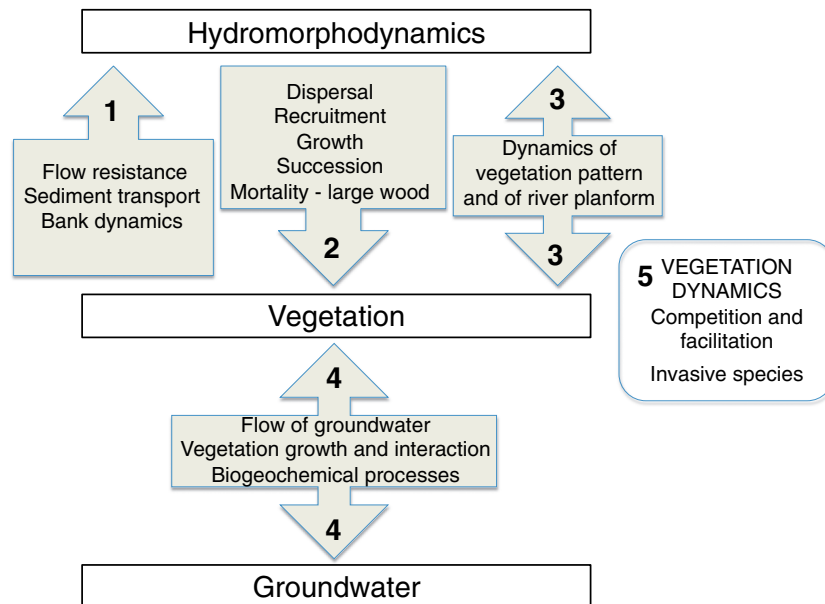 Hydromorphodynamics
1
Flow resistance
Sediment transport
Bank dynamics
Dispersal
Recruitment
Growth
Succession
Mortality - large wood
2
3
Dynamics of
vegetation pattern
and of river planform
3
5 VEGETATION
DYNAMICS
Competition and
facilitation
Invasive species
Vegetation
4
Flow of groundwater
Vegetation growth and interaction
Biogeochemical processes
4
Groundwater